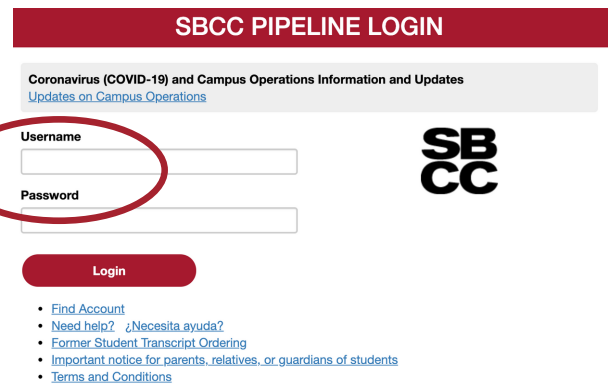 SBCC PIPELINE LOGIN
Coronavirus (COVID-19) and Campus Operations Information and Updates
Updates on Campus Operations
Username
SB
CC
Password
Login
Find Account
Need help? ¿Necesita ayuda?
Former Student Transcript Ordering
Important notice for parents, relatives, or guardians of students
Terms and Conditions